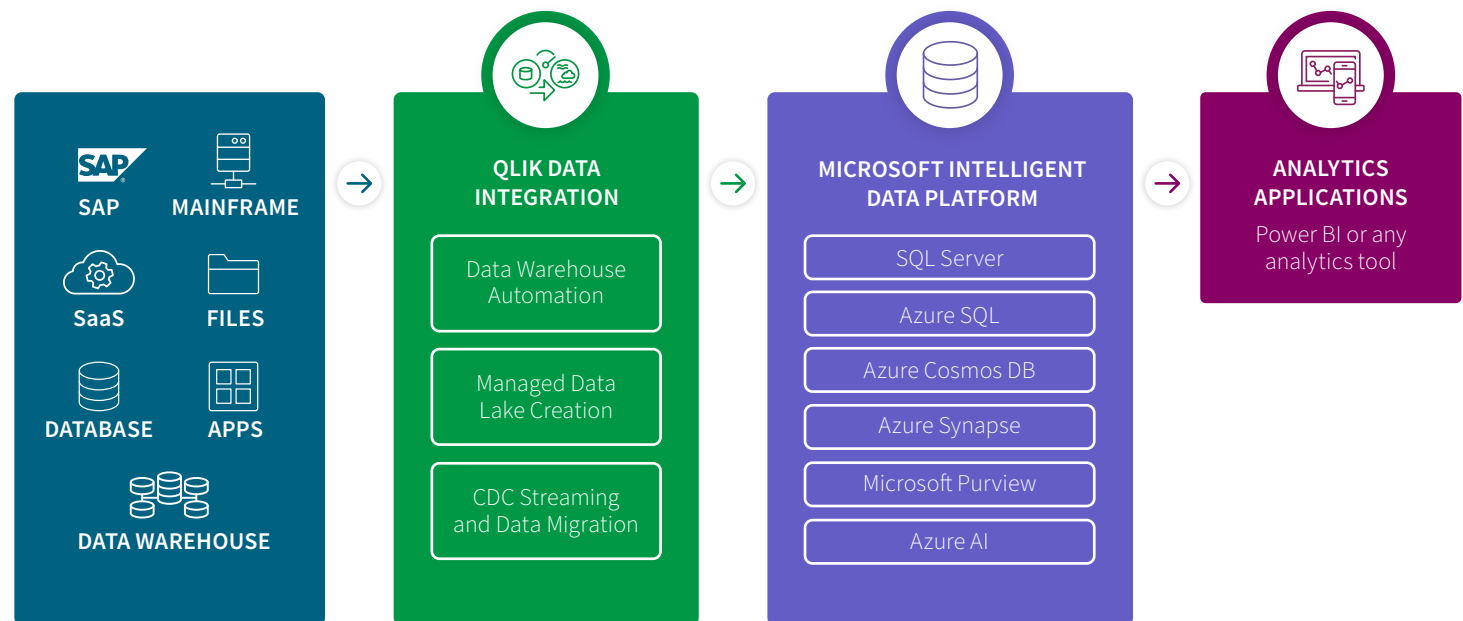 SAP
SAP
MAINFRAME
SaaS
FILES
DATABASE
APPS
DATA WAREHOUSE
QLIK DATA
INTEGRATION
Data Warehouse
Automation
Managed Data
Lake Creation
CDC Streaming
and Data Migration
MICROSOFT INTELLIGENT
DATA PLATFORM
SQL Server
Azure SQL
Azure Cosmos DB
Azure Synapse
Microsoft Purview
Azure AI
ANALYTICS
APPLICATIONS
Power BI or any
analytics tool